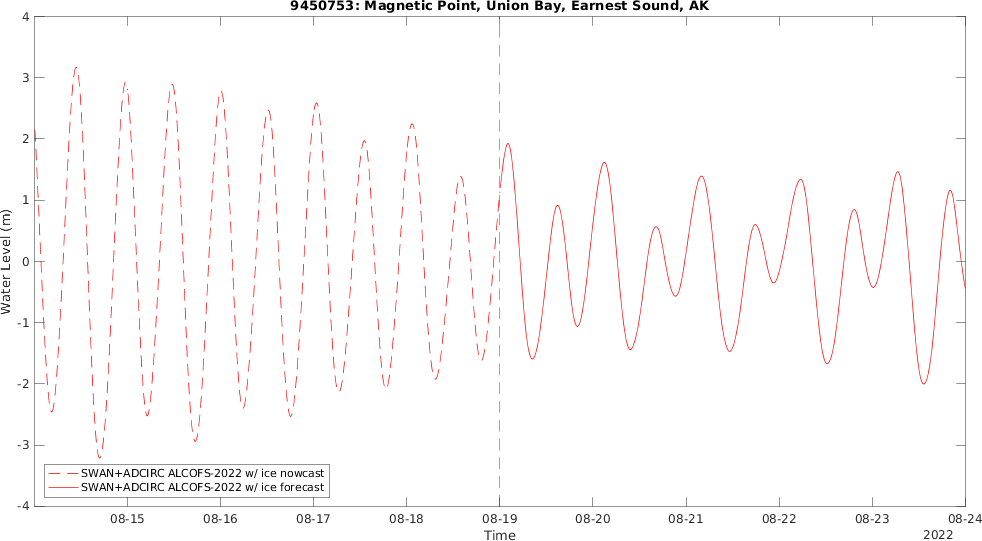 9450753: Magnetic Point, Union Bay, Earnest Sound, AK
4
3
2
1
0
-1
-2
-3
-4
Water Level (m)
SWAN+ADCIRC ALCOFS-2022 w/ ice nowcast
SWAN+ADCIRC ALCOFS-2022 w/ ice forecast
08-15 08-16 08-17 08-18 08-19 08-20 08-21 08-22 08-23 08-24
Time
2022